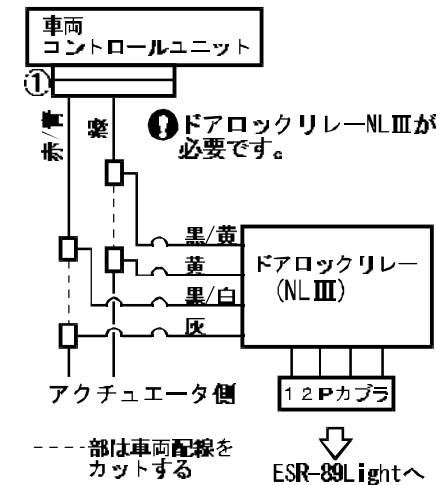 車両
コントロールユニット
①
赤/青
緑
ドアロックリレーNLⅢが
必要です。
黒/黄
黄
黒/白
灰
ドアロックリレー
(NLⅢ)
アクチュエータ側
12Pカプラ
----部は車両配線を
カットする
ESR-89Lightへ